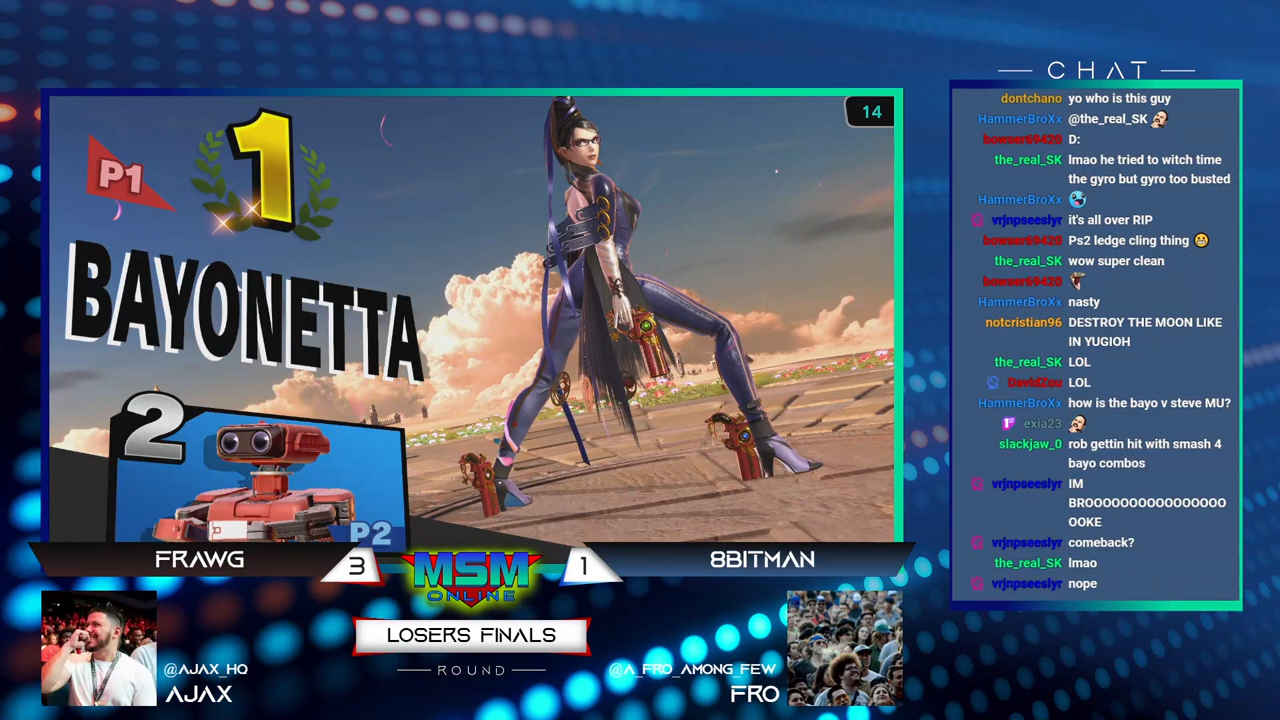 CHAT
dontchano yo who is this guy
HammerBroXx @the_real_SK
bowser69420 D:
the_real_SK lmao he tried to witch time
the gyro but gyro too busted
HammerBroXx
vrjnpseeslyr it's all over RIP
bowser69420 Ps2 ledge cling thing
the_real_SK wow super clean
bowser69420
HammerBroXx nasty
notcristian96 DESTROY THE MOON LIKE
IN YUGIOH
the_real_SK LOL
DavidZou LOL
HammerBroXx how is the bayo v steve MU?
exia23
slackjaw_0 rob gettin hit with smash 4
bayo combos
vrjnpseeslyr IM
BROOOOOOOOOOOOOOOO
OOKE
vrjnpseeslyr comeback?
the_real_SK lmao
vrjnpseeslyr nope
14
P1
1
BAYONETTA
2
P2
FRAWG
3
MSM
ONLINE
1
8BITMAN
LOSERS FINALS
ROUND
@AJAX_HQ
AJAX
@A_FRO_AMONG_FEW
FRO